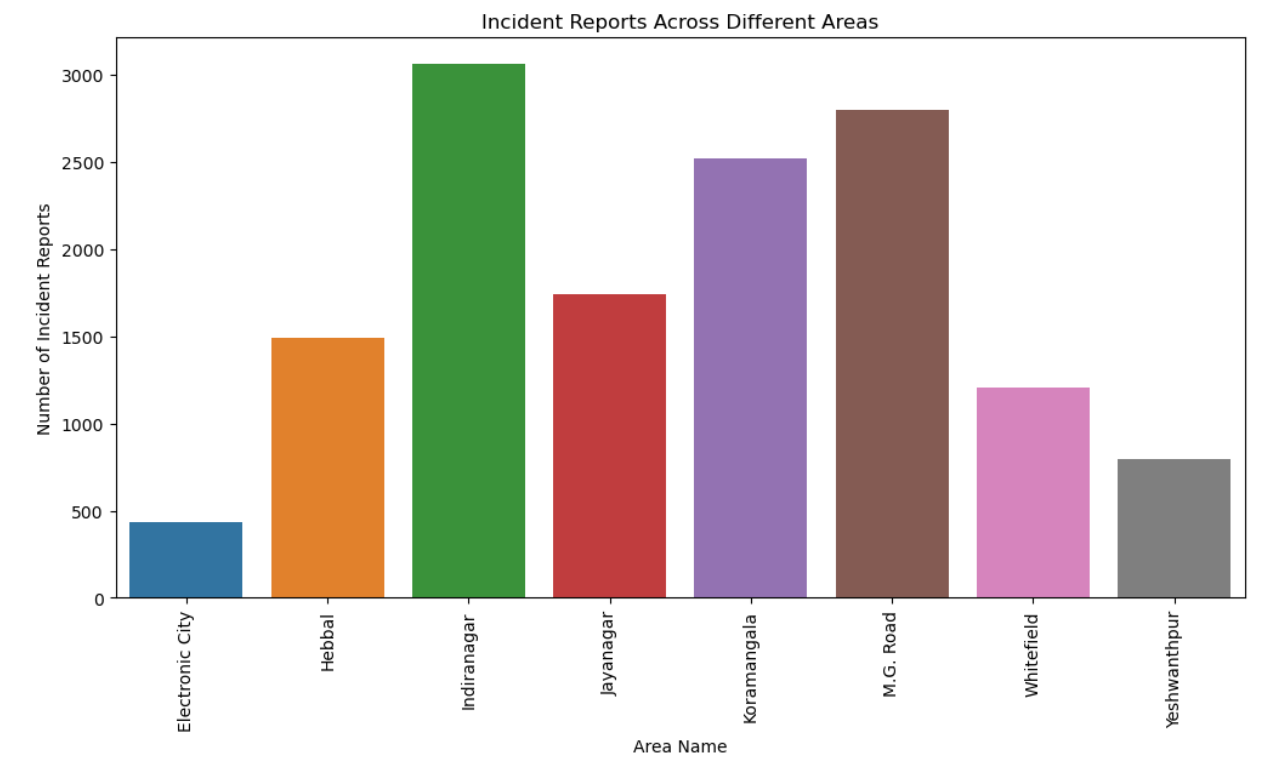 Incident Reports Across Different Areas
Number of Incident Reports
3000
2500
2000
1500
1000
500
0
Electronic City
Hebbal
Indiranagar
Jayanagar
Koramangala
M.G. Road
Whitefield
Yeshwanthpur
Area Name